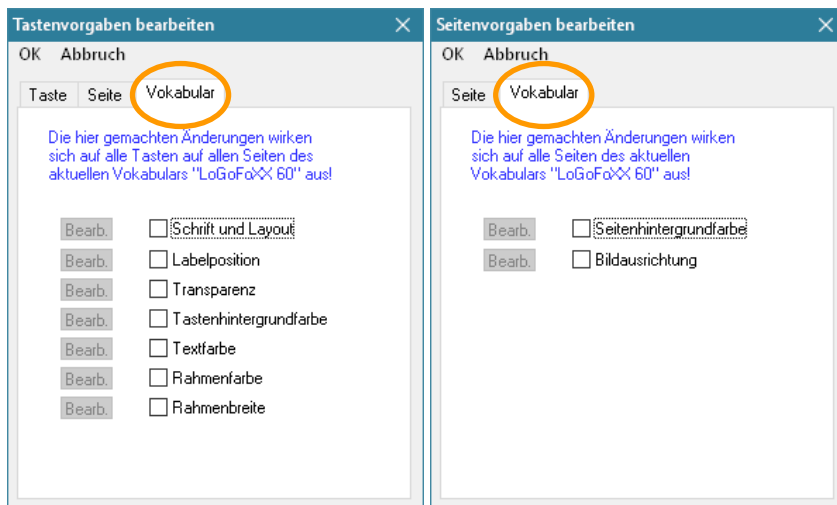 Tastenvorgaben bearbeiten
OK Abbruch
Taste Seite Vokabular
Die hier gemachten Änderungen wirken
sich auf alle Tasten auf allen Seiten des
aktuellen Vokabulars "LoGoFoXX 60" aus!
Bearb. Schrift und Layout
Bearb. Labelposition
Bearb. Transparenz
Bearb. Tastenhintergrundfarbe
Bearb. Textfarbe
Bearb. Rahmenfarbe
Bearb. Rahmenbreite
Seitenvorgaben bearbeiten
OK Abbruch
Seite Vokabular
Die hier gemachten Änderungen wirken
sich auf alle Seiten des aktuellen
Vokabulars "LoGoFoXX 60" aus!
Bearb. Seitenhintergrundfarbe
Bearb. Bildausrichtung